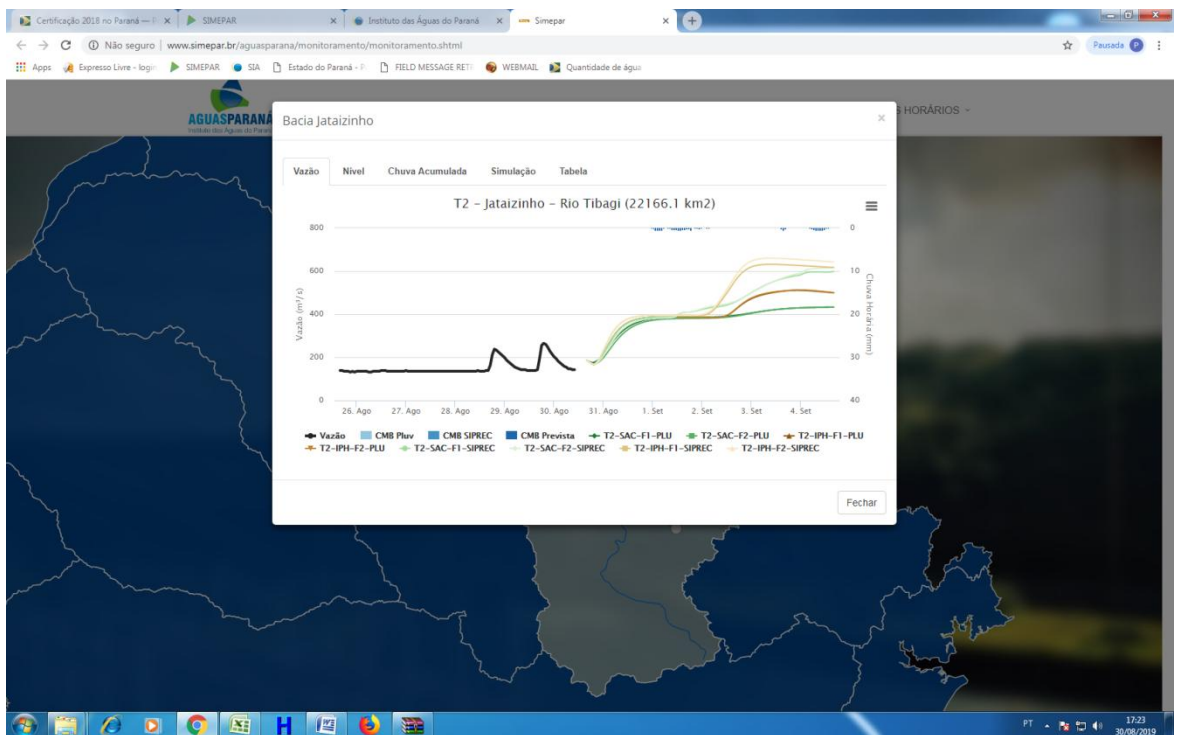 Certificação 2018 no Paraná — 
SIMEPAR
Instituto das Águas do Paraná
Simepar
Não seguro | www.simepar.br/aguasparana/monitoramento/monitoramento.shtml
Pausada P
Apps
Expresso Livre - login
SIMEPAR
SIA
Estado do Paraná -
FIELD MESSAGE RETR
WEBMAIL
Quantidade de água
AGUASPARANÁ
Instituto das Águas do Paraná
S HORÁRIOS
Bacia Jataizinho
×
Vazão Nível Chuva Acumulada Simulação Tabela
T2 – Jataizinho – Rio Tibagi (22166.1 km2)
800
600
400
200
0
Vazão (m³/s)
0
10
20
30
40
Chuva Horária (mm)
26. Ago 27. Ago 28. Ago 29. Ago 30. Ago 31. Ago 1. Set 2. Set 3. Set 4. Set
Vazão CMB Pluv CMB SIPREC CMB Prevista T2-SAC-F1-PLU T2-SAC-F2-PLU T2-IPH-F1-PLU
T2-IPH-F2-PLU T2-SAC-F1-SIPREC T2-SAC-F2-SIPREC T2-IPH-F1-SIPREC T2-IPH-F2-SIPREC
Fechar
PT
17:23
30/08/2019